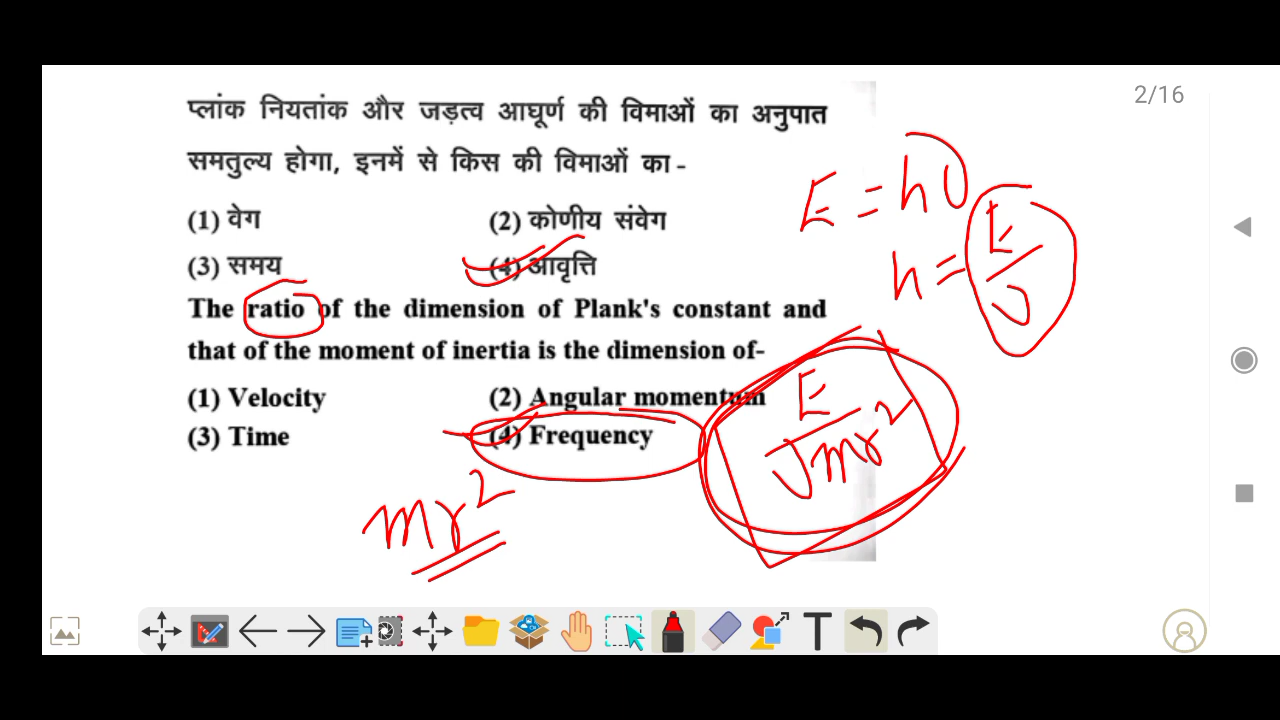 2/16
प्लांक नियतांक और जड़त्व आघूर्ण की विमाओं का अनुपात
समतुल्य होगा, इनमें से किस की विमाओं का -
(1) वेग (2) कोणीय संवेग
(3) समय (4) आवृत्ति
The ratio of the dimension of Plank's constant and
that of the moment of inertia is the dimension of-
(1) Velocity (2) Angular momentum
(3) Time (4) Frequency
E = hυ
h = E/υ
E/υmr²
mr²
T